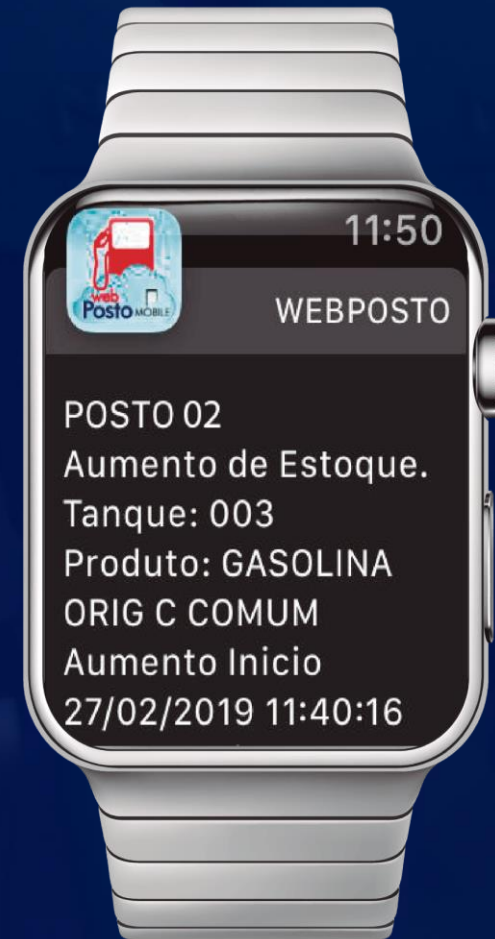 11:50
web
Posto MOBILE
WEBPOSTO
POSTO 02
Aumento de Estoque.
Tanque: 003
Produto: GASOLINA
ORIG C COMUM
Aumento Inicio
27/02/2019 11:40:16